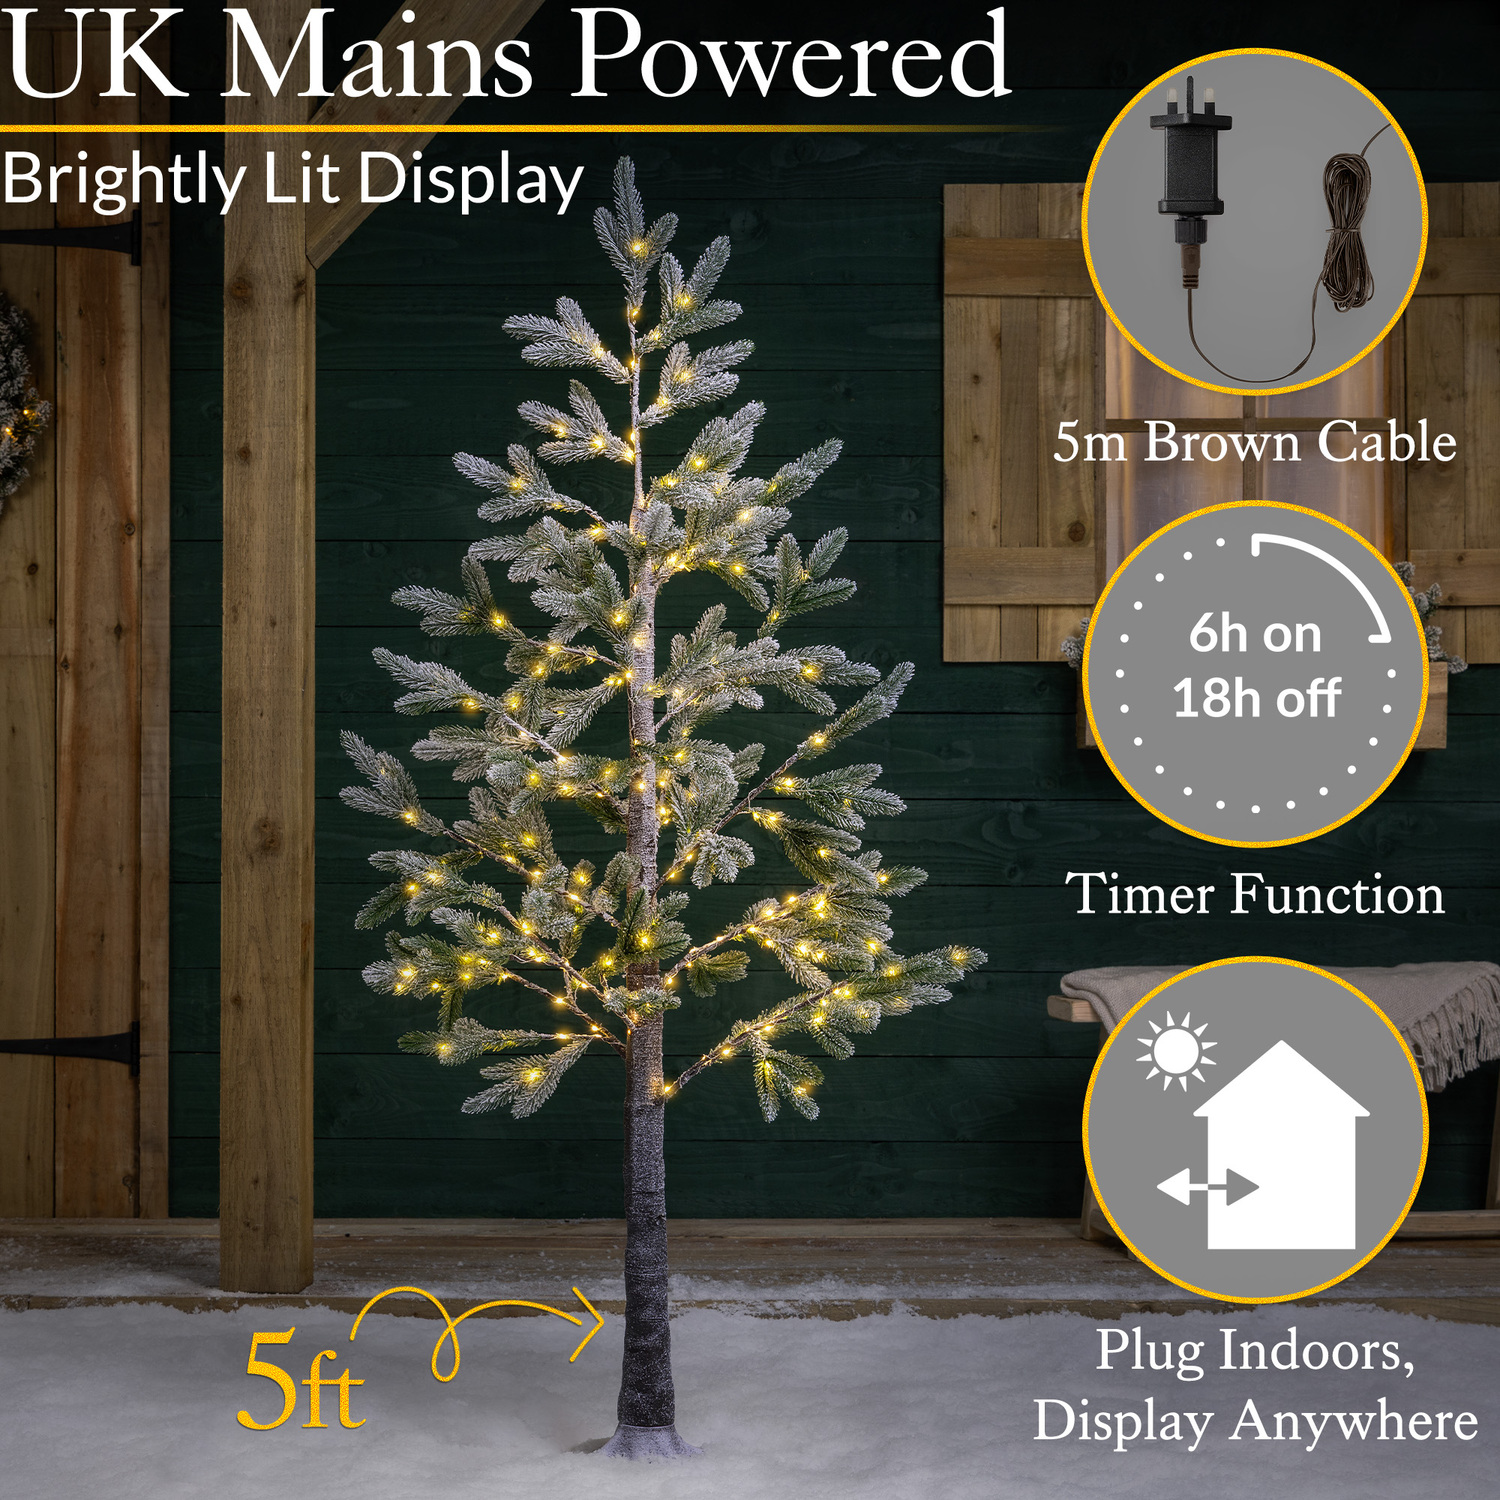 UK Mains Powered
Brightly Lit Display
5m Brown Cable
6h on
18h off
Timer Function
5ft
Plug Indoors,
Display Anywhere